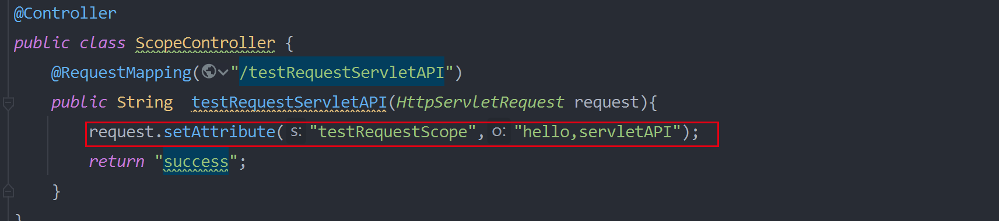 @Controller
public class ScopeController {
@RequestMapping("/testRequestServletAPI")
public String  testRequestServletAPI(HttpServletRequest request){
request.setAttribute( s: "testRequestScope", o: "hello,servletAPI");
return "success";
}
}